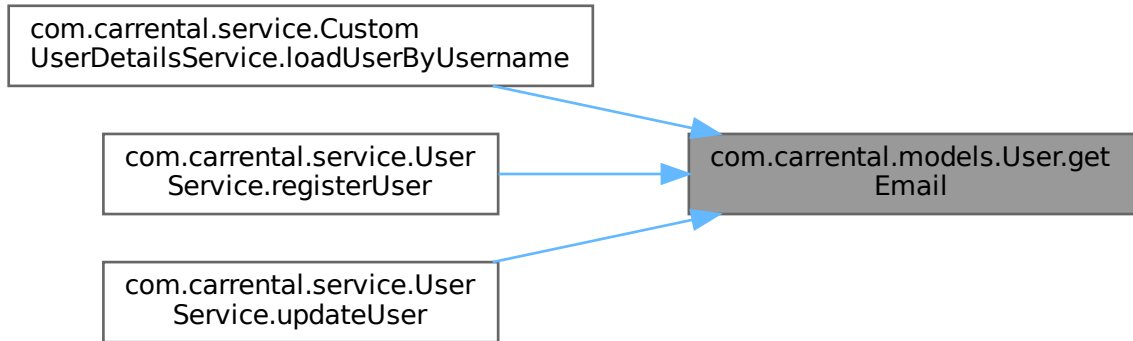 com.carrental.service.Custom
UserDetailsService.loadUserByUsername
com.carrental.service.User
Service.registerUser
com.carrental.models.User.get
Email
com.carrental.service.User
Service.updateUser